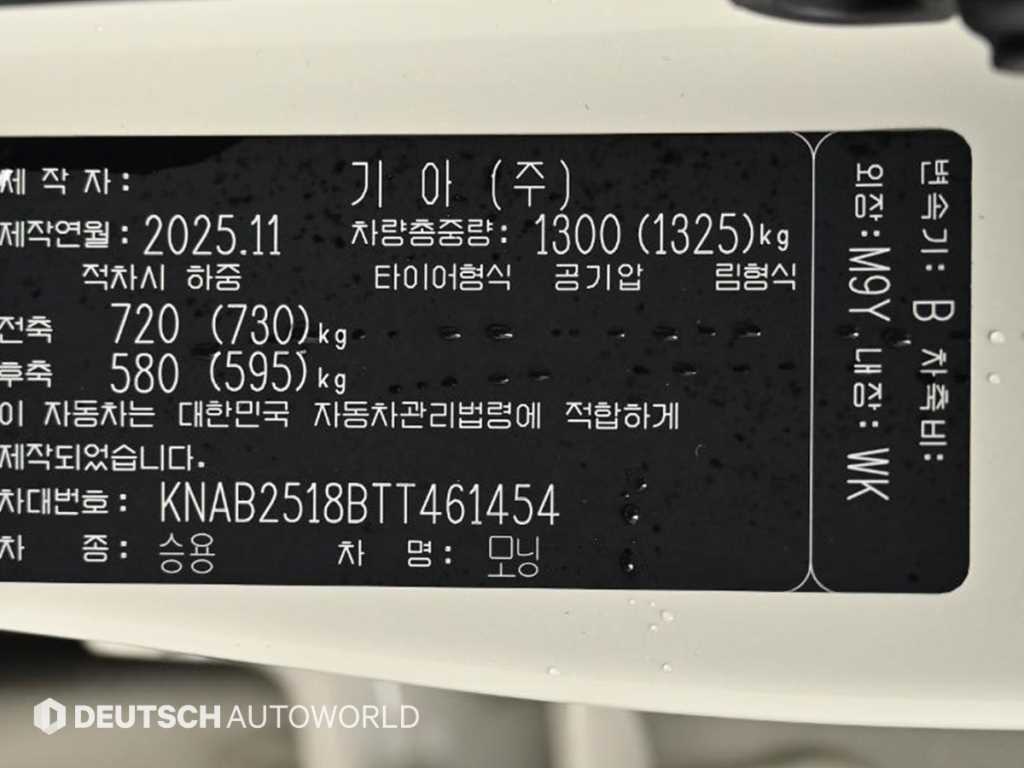 제 작 자 : 기 아 (주)
제작연월 : 2025.11 차량총중량 : 1300 (1325)kg
적차시 하중 타이어형식 공기압 림형식
전축 720 (730)kg - - -
후축 580 (595)kg - - -
이 자동차는 대한민국 자동차관리법령에 적합하게
제작되었습니다.
차대번호 : KNAB2518BTT461454
차 종 : 승용 차 명 : 모닝
변속기: B 차축비:
외장: M9Y 내장: WK
DEUTSCH AUTOWORLD